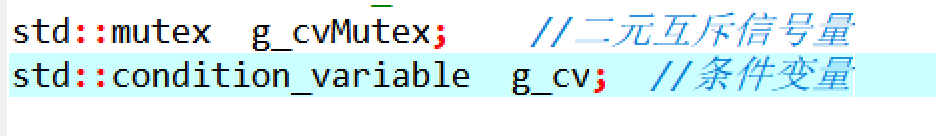 std::mutex  g_cvMutex;    //二元互斥信号量
std::condition_variable  g_cv;  //条件变量